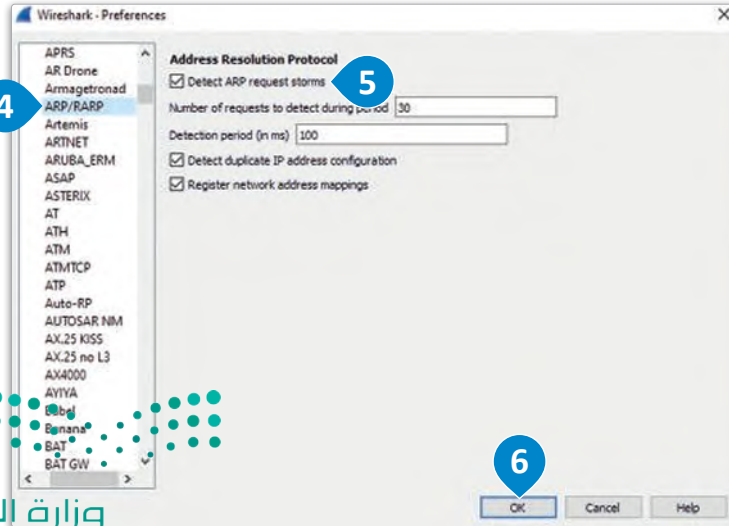 Wireshark - Preferences
APRS
AR Drone
Armagetronad
ARP/RARP
Artemis
ARTNET
ARUBA_ERM
ASAP
ASTERIX
AT
ATH
ATM
ATMTCP
ATP
Auto-RP
AUTOSAR NM
AX.25 KISS
AX.25 no L3
AX4000
AYIYA
Babel
Banana
BAT
BAT GW
4
Address Resolution Protocol
Detect ARP request storms
5
Number of requests to detect during period 30
Detection period (in ms) 100
Detect duplicate IP address configuration
Register network address mappings
6
OK Cancel Help
وزارة